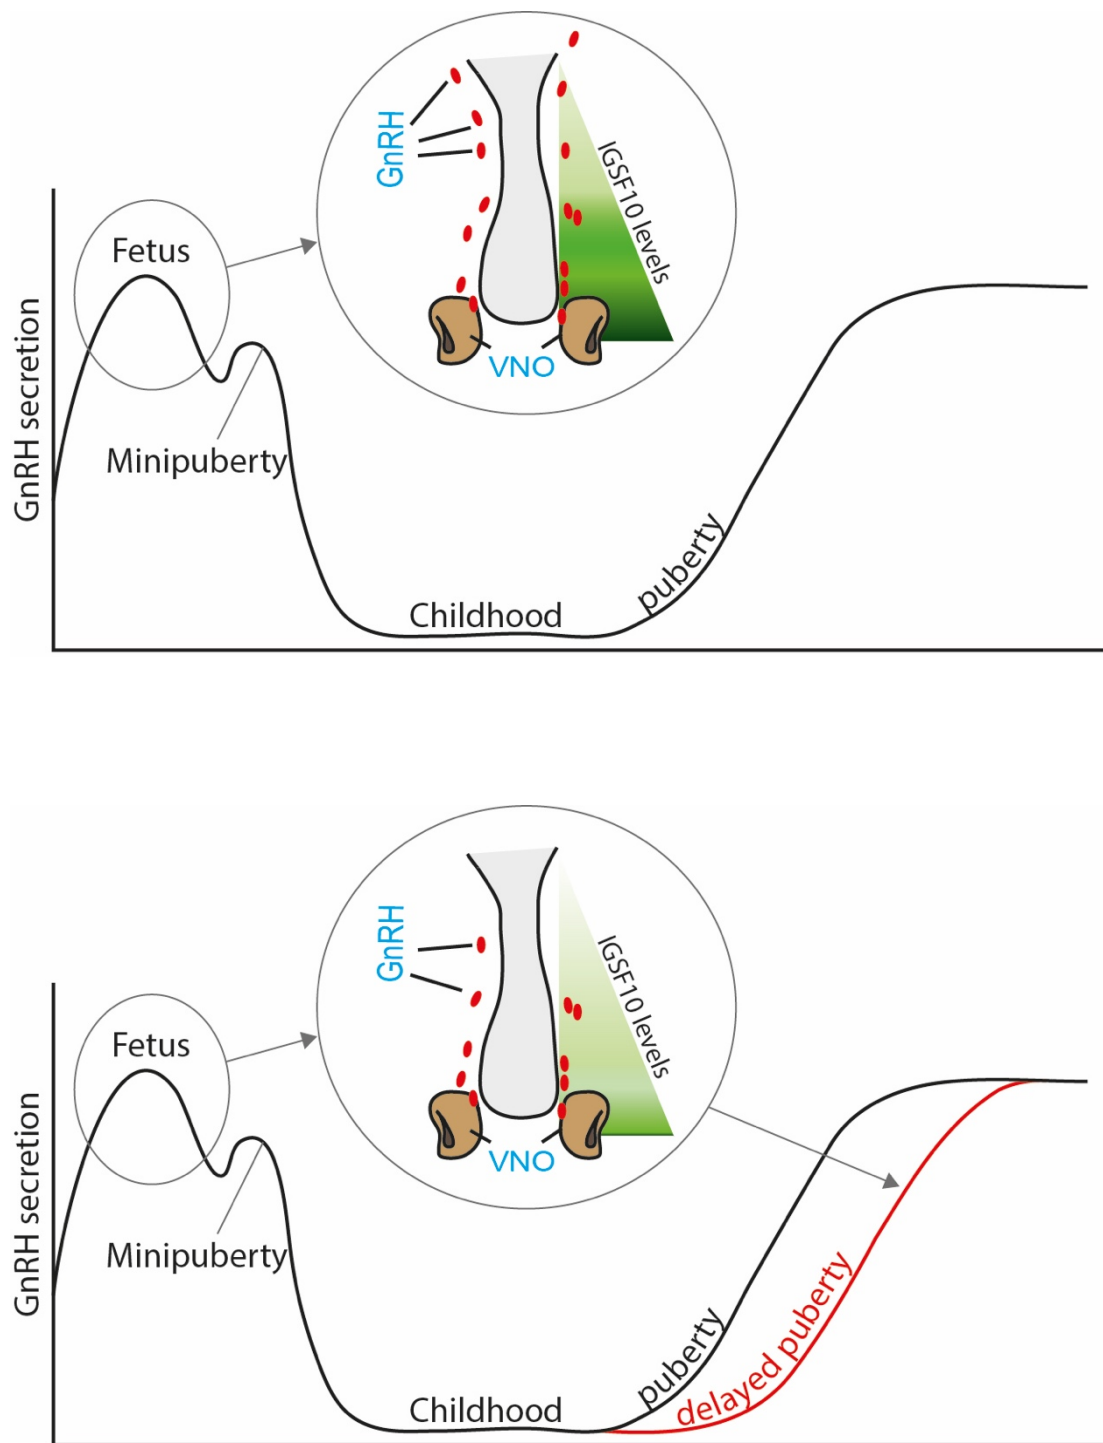 GnRH
IGSF10 levels
VNO
Fetus
Minipuberty
GnRH secretion
Childhood
puberty
GnRH
IGSF10 levels
VNO
Fetus
Minipuberty
GnRH secretion
Childhood
puberty
delayed puberty